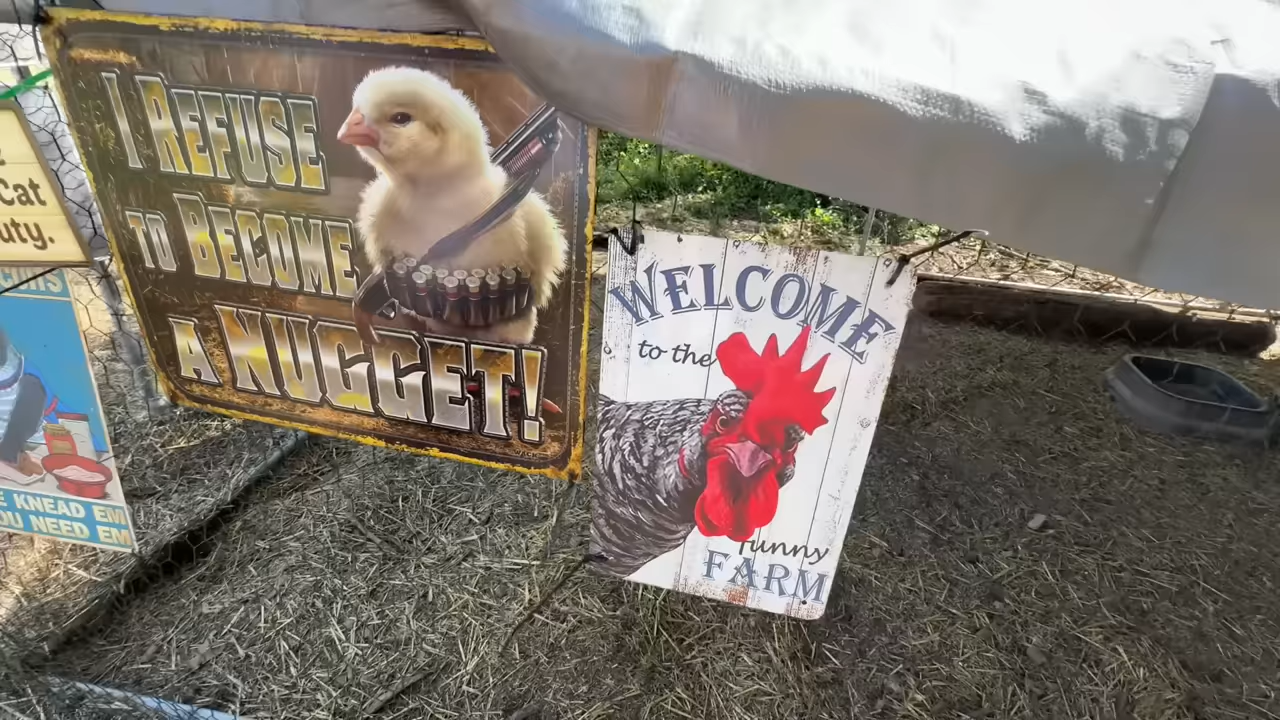 Cat
uty.
E KNEAD EM
OU NEED EM
I REFUSE
TO BECOME
A NUGGET!
WELCOME
to the
funny
FARM